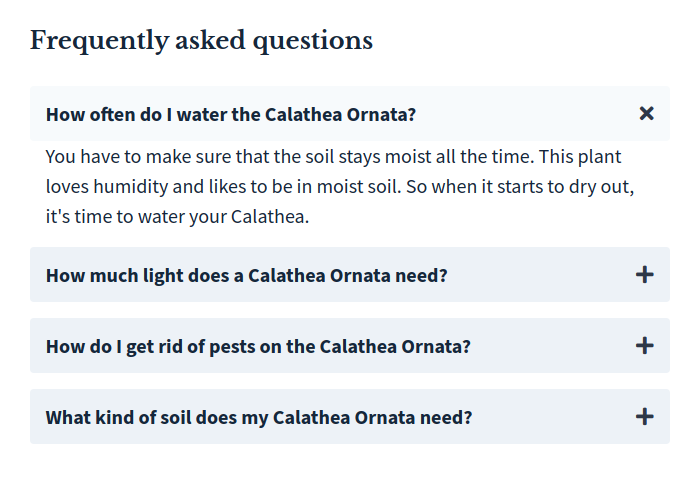 Frequently asked questions
How often do I water the Calathea Ornata?
You have to make sure that the soil stays moist all the time. This plant
loves humidity and likes to be in moist soil. So when it starts to dry out,
it's time to water your Calathea.
How much light does a Calathea Ornata need?
How do I get rid of pests on the Calathea Ornata?
What kind of soil does my Calathea Ornata need?